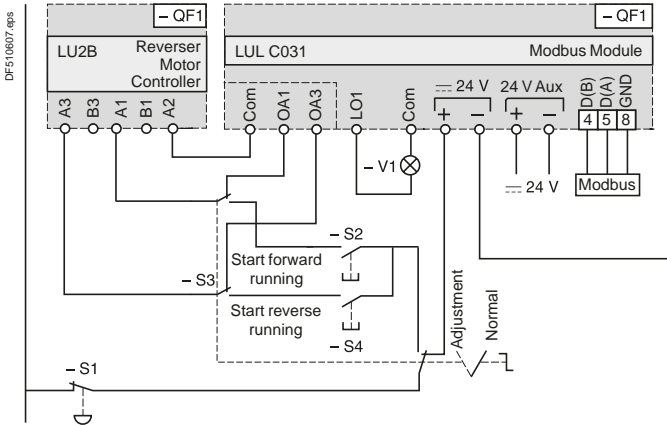 DF510607.eps
– QF1
– QF1
LU2B
Reverser
Motor
Controller
LUL C031
Modbus Module
A3
B3
A1
B1
A2
Com
OA1
OA3
LO1
Com
24 V
+
–
24 V Aux
+
–
D(B)
D(A)
GND
4
5
8
– V1
24 V
Modbus
– S2
Start forward
running
– S3
Start reverse
running
– S4
Adjustment
Normal
– S1